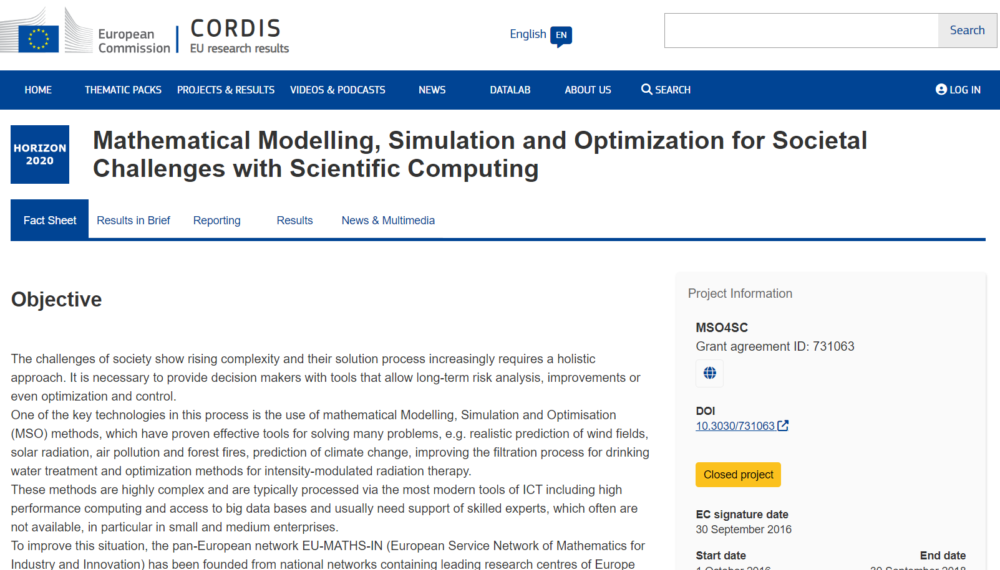 European
Commission
CORDIS
EU research results
English EN
Search
HOME THEMATIC PACKS PROJECTS & RESULTS VIDEOS & PODCASTS NEWS DATALAB ABOUT US SEARCH LOG IN
HORIZON
2020
Mathematical Modelling, Simulation and Optimization for Societal
Challenges with Scientific Computing
Fact Sheet Results in Brief Reporting Results News & Multimedia
Objective
The challenges of society show rising complexity and their solution process increasingly requires a holistic
approach. It is necessary to provide decision makers with tools that allow long-term risk analysis, improvements or
even optimization and control.
One of the key technologies in this process is the use of mathematical Modelling, Simulation and Optimisation
(MSO) methods, which have proven effective tools for solving many problems, e.g. realistic prediction of wind fields,
solar radiation, air pollution and forest fires, prediction of climate change, improving the filtration process for drinking
water treatment and optimization methods for intensity-modulated radiation therapy.
These methods are highly complex and are typically processed via the most modern tools of ICT including high
performance computing and access to big data bases and usually need support of skilled experts, which often are
not available, in particular in small and medium enterprises.
To improve this situation, the pan-European network EU-MATHS-IN (European Service Network of Mathematics for
Industry and Innovation) has been founded from national networks containing leading research centres of Europe
Project Information
MSO4SC
Grant agreement ID: 731063
DOI
10.3030/731063
Closed project
EC signature date
30 September 2016
Start date End date
1 October 2016 30 September 2018